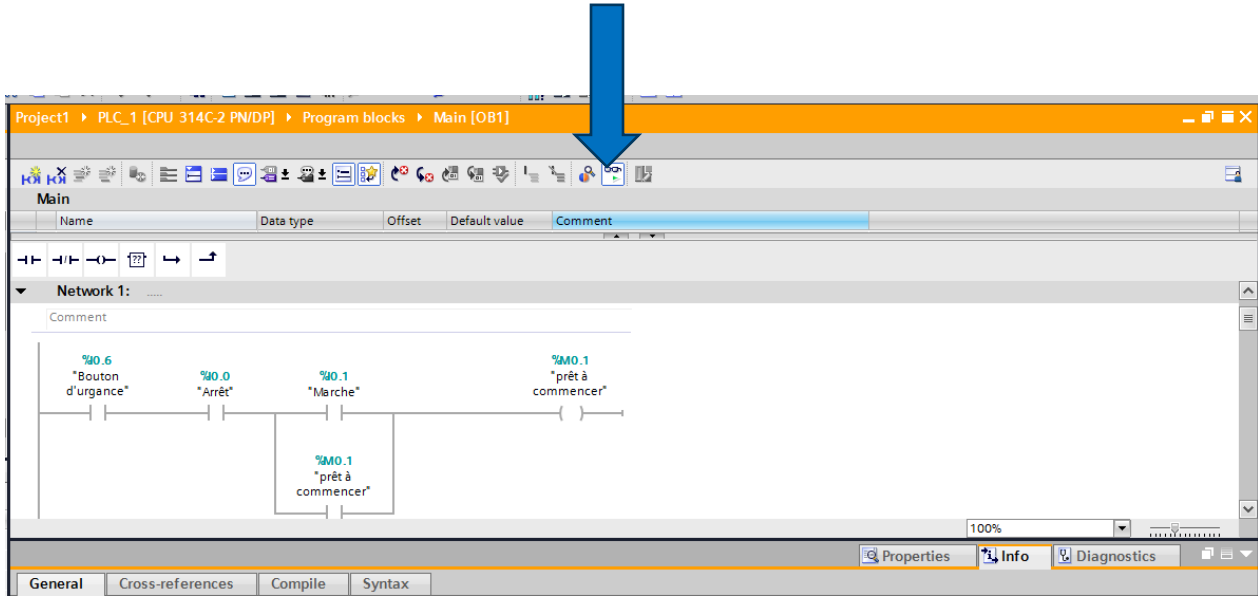 Project1 ▸ PLC_1 [CPU 314C-2 PN/DP] ▸ Program blocks ▸ Main [OB1]
Main
Name Data type Offset Default value Comment
??
Network 1: .....
Comment
%I0.6
"Bouton
d'urgance"
%I0.0
"Arrêt"
%I0.1
"Marche"
%M0.1
"prêt à
commencer"
%M0.1
"prêt à
commencer"
100%
Properties Info Diagnostics
General Cross-references Compile Syntax